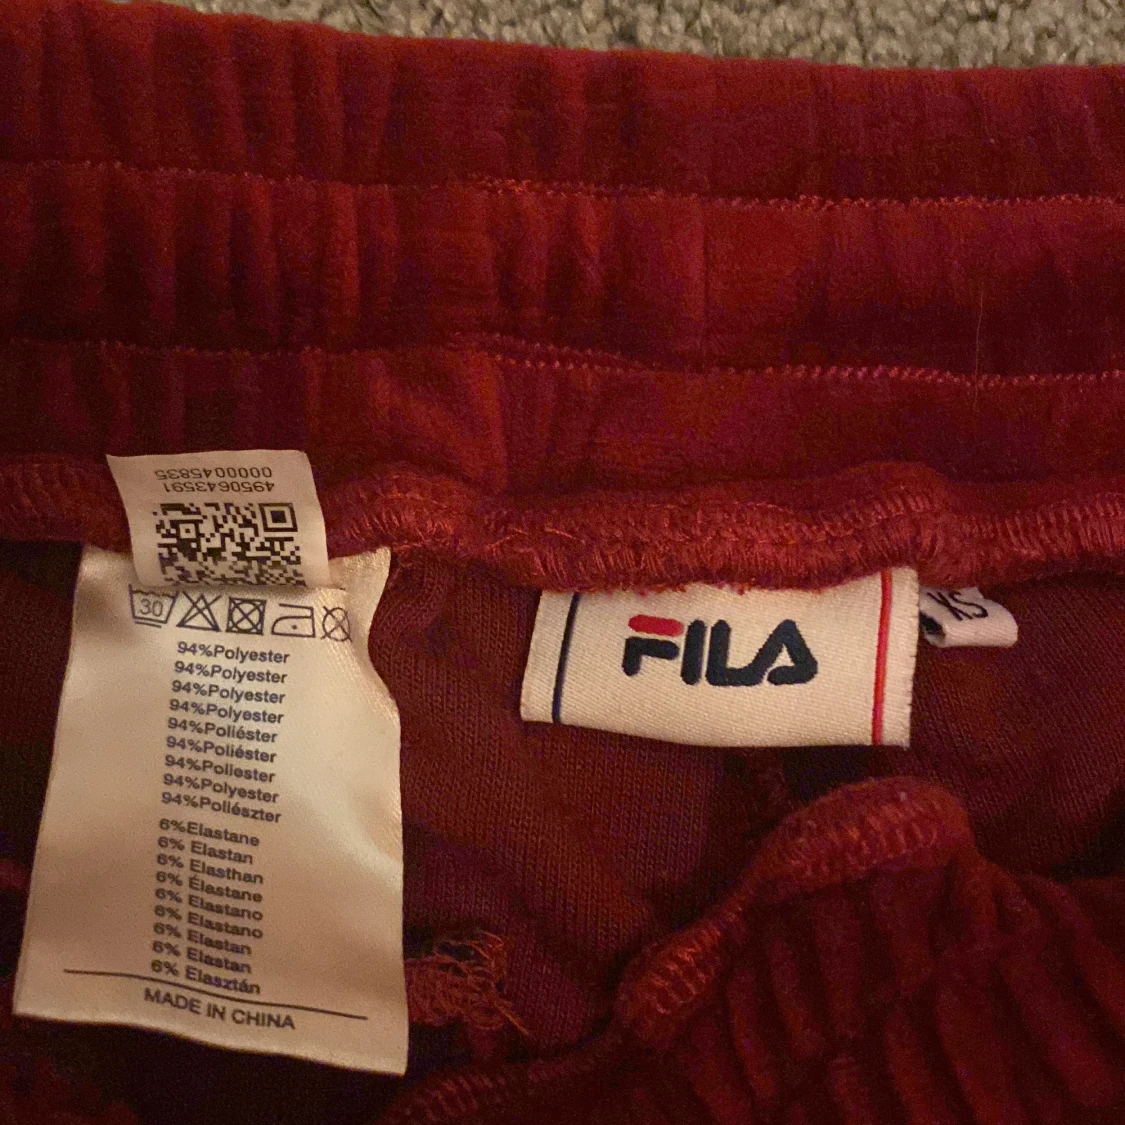 4950643591
0000045835
30
94%Polyester
94%Polyester
94%Polyester
94%Polyester
94%Poliéster
94%Poliéster
94%Poliester
94%Polyester
94%Poliészter
6%Elastane
6% Elastan
6% Elasthan
6% Élastane
6% Elastano
6% Elastano
6% Elastan
6% Elastan
6% Elasztán
MADE IN CHINA
FILA
XS